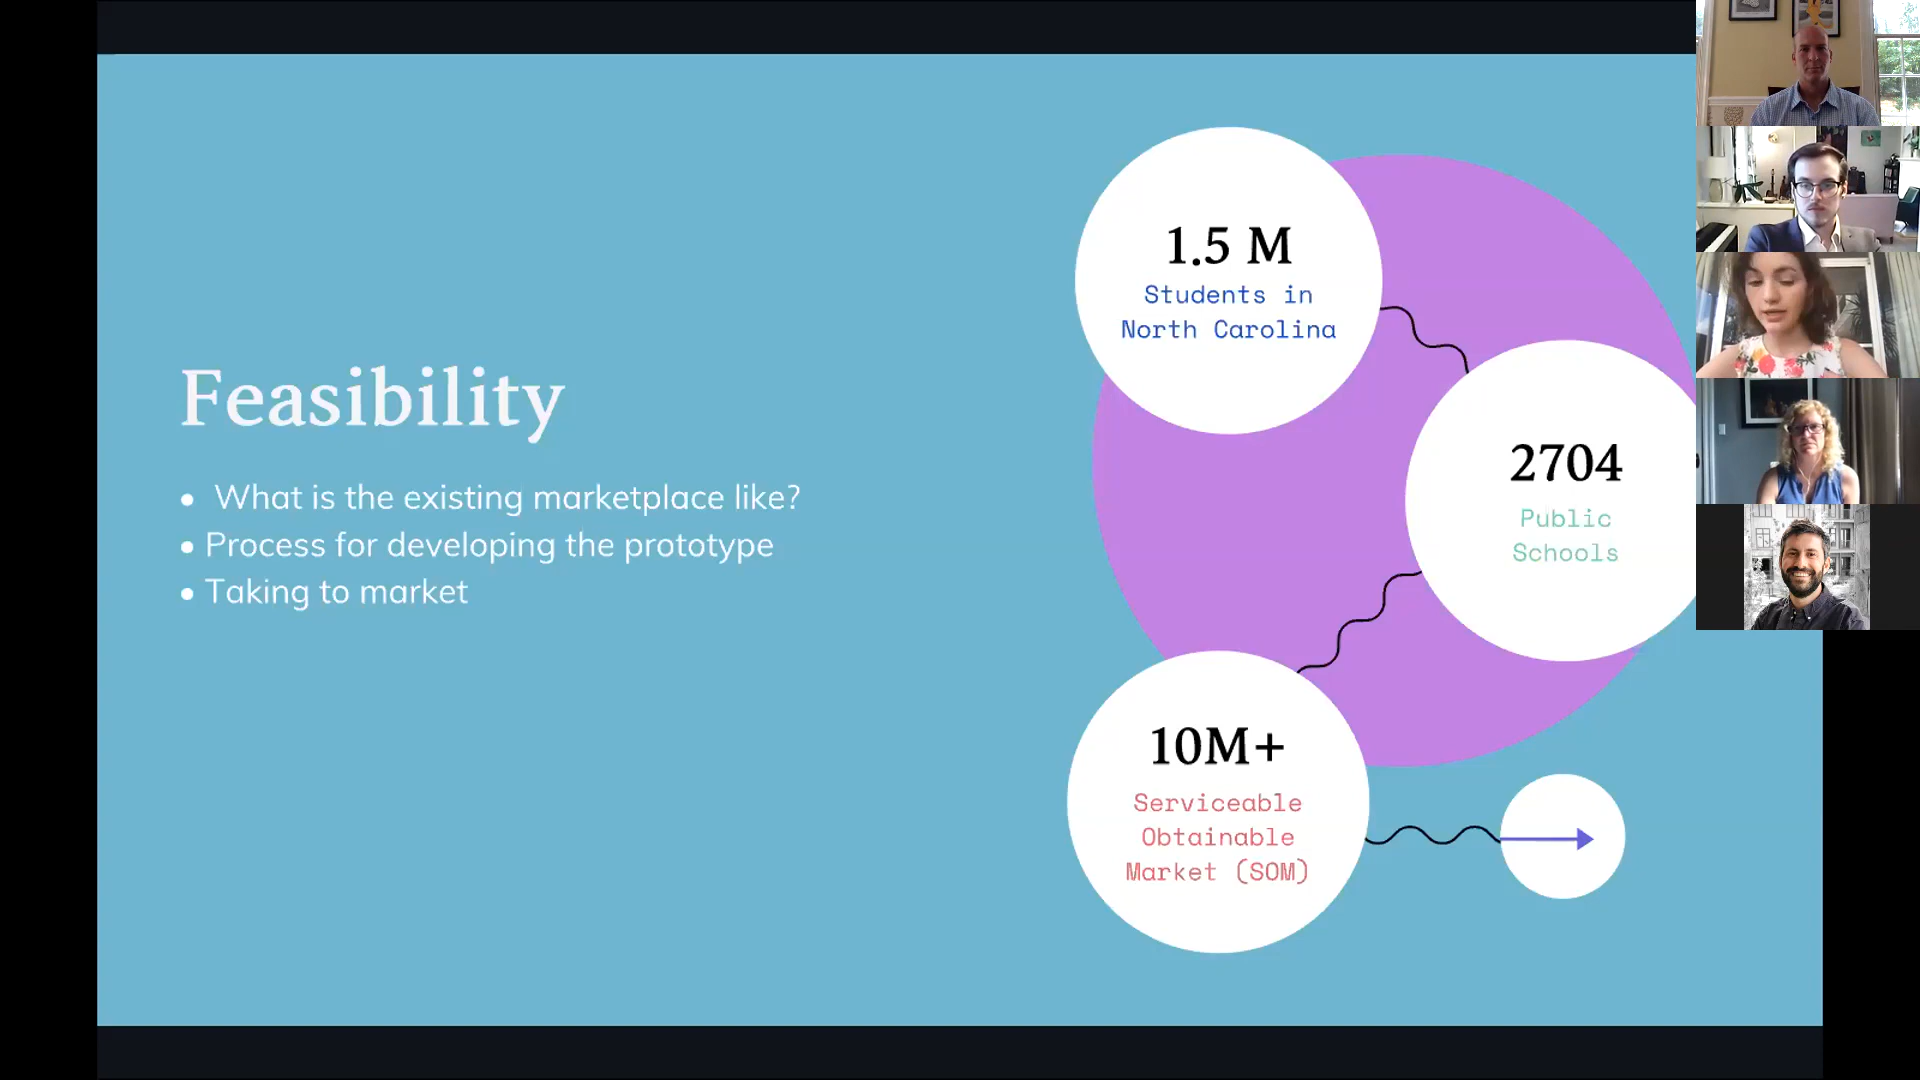 Feasibility
• What is the existing marketplace like?
• Process for developing the prototype
• Taking to market
1.5 M
Students in
North Carolina
2704
Public
Schools
10M+
Serviceable
Obtainable
Market (SOM)